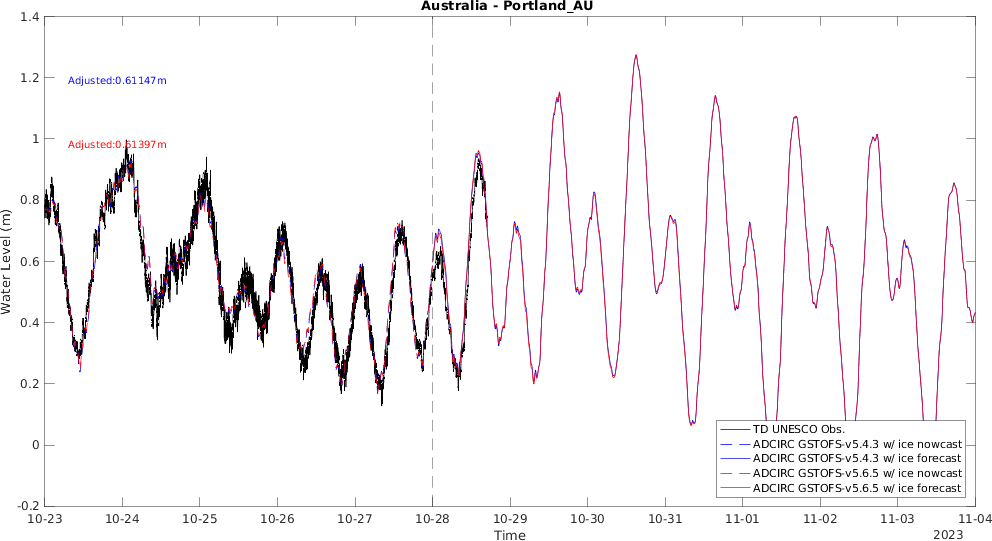 Australia - Portland_AU
1.4
1.2
1
0.8
0.6
0.4
0.2
0
-0.2
Water Level (m)
Adjusted:0.61147m
Adjusted:0.61397m
TD UNESCO Obs.
ADCIRC GSTOFS-v5.4.3 w/ ice nowcast
ADCIRC GSTOFS-v5.4.3 w/ ice forecast
ADCIRC GSTOFS-v5.6.5 w/ ice nowcast
ADCIRC GSTOFS-v5.6.5 w/ ice forecast
10-23 10-24 10-25 10-26 10-27 10-28 10-29 10-30 10-31 11-01 11-02 11-03 11-04
Time
2023